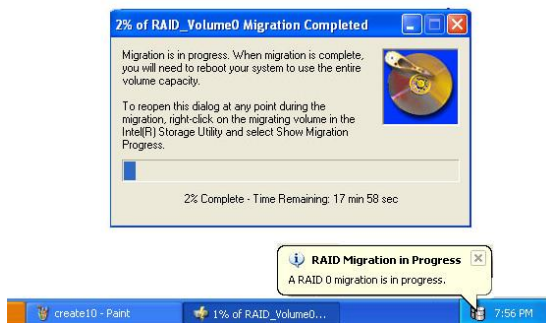 2% of RAID_Volume0 Migration Completed
Migration is in progress. When migration is complete,
you will need to reboot your system to use the entire
volume capacity.
To reopen this dialog at any point during the
migration, right-click on the migrating volume in the
Intel(R) Storage Utility and select Show Migration
Progress.
2% Complete - Time Remaining: 17 min 58 sec
RAID Migration in Progress
A RAID 0 migration is in progress.
create10 - Paint
1% of RAID_Volume0...
7:56 PM